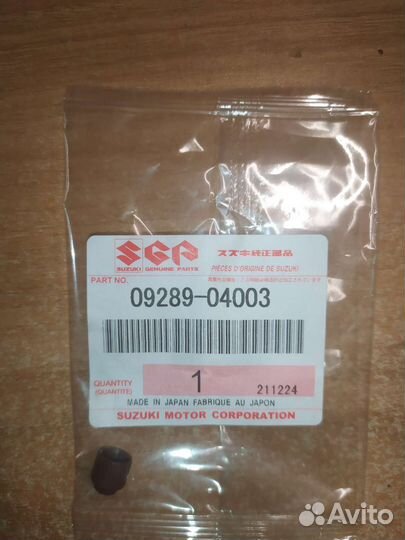 SGP
スズキ純正部品
SUZUKI GENUINE PARTS
PIÈCES D'ORIGINE DE SUZUKI
PART NO.
09289-04003
QUANTITY
(QUANTITÉ)
1
211224
MADE IN JAPAN FABRIQUE AU JAPON
SUZUKI MOTOR CORPORATION
Avito